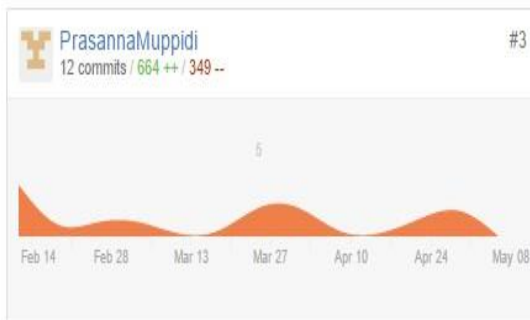 PrasannaMuppidi #3
12 commits / 664 ++ / 349 --
5
Feb 14 Feb 28 Mar 13 Mar 27 Apr 10 Apr 24 May 08